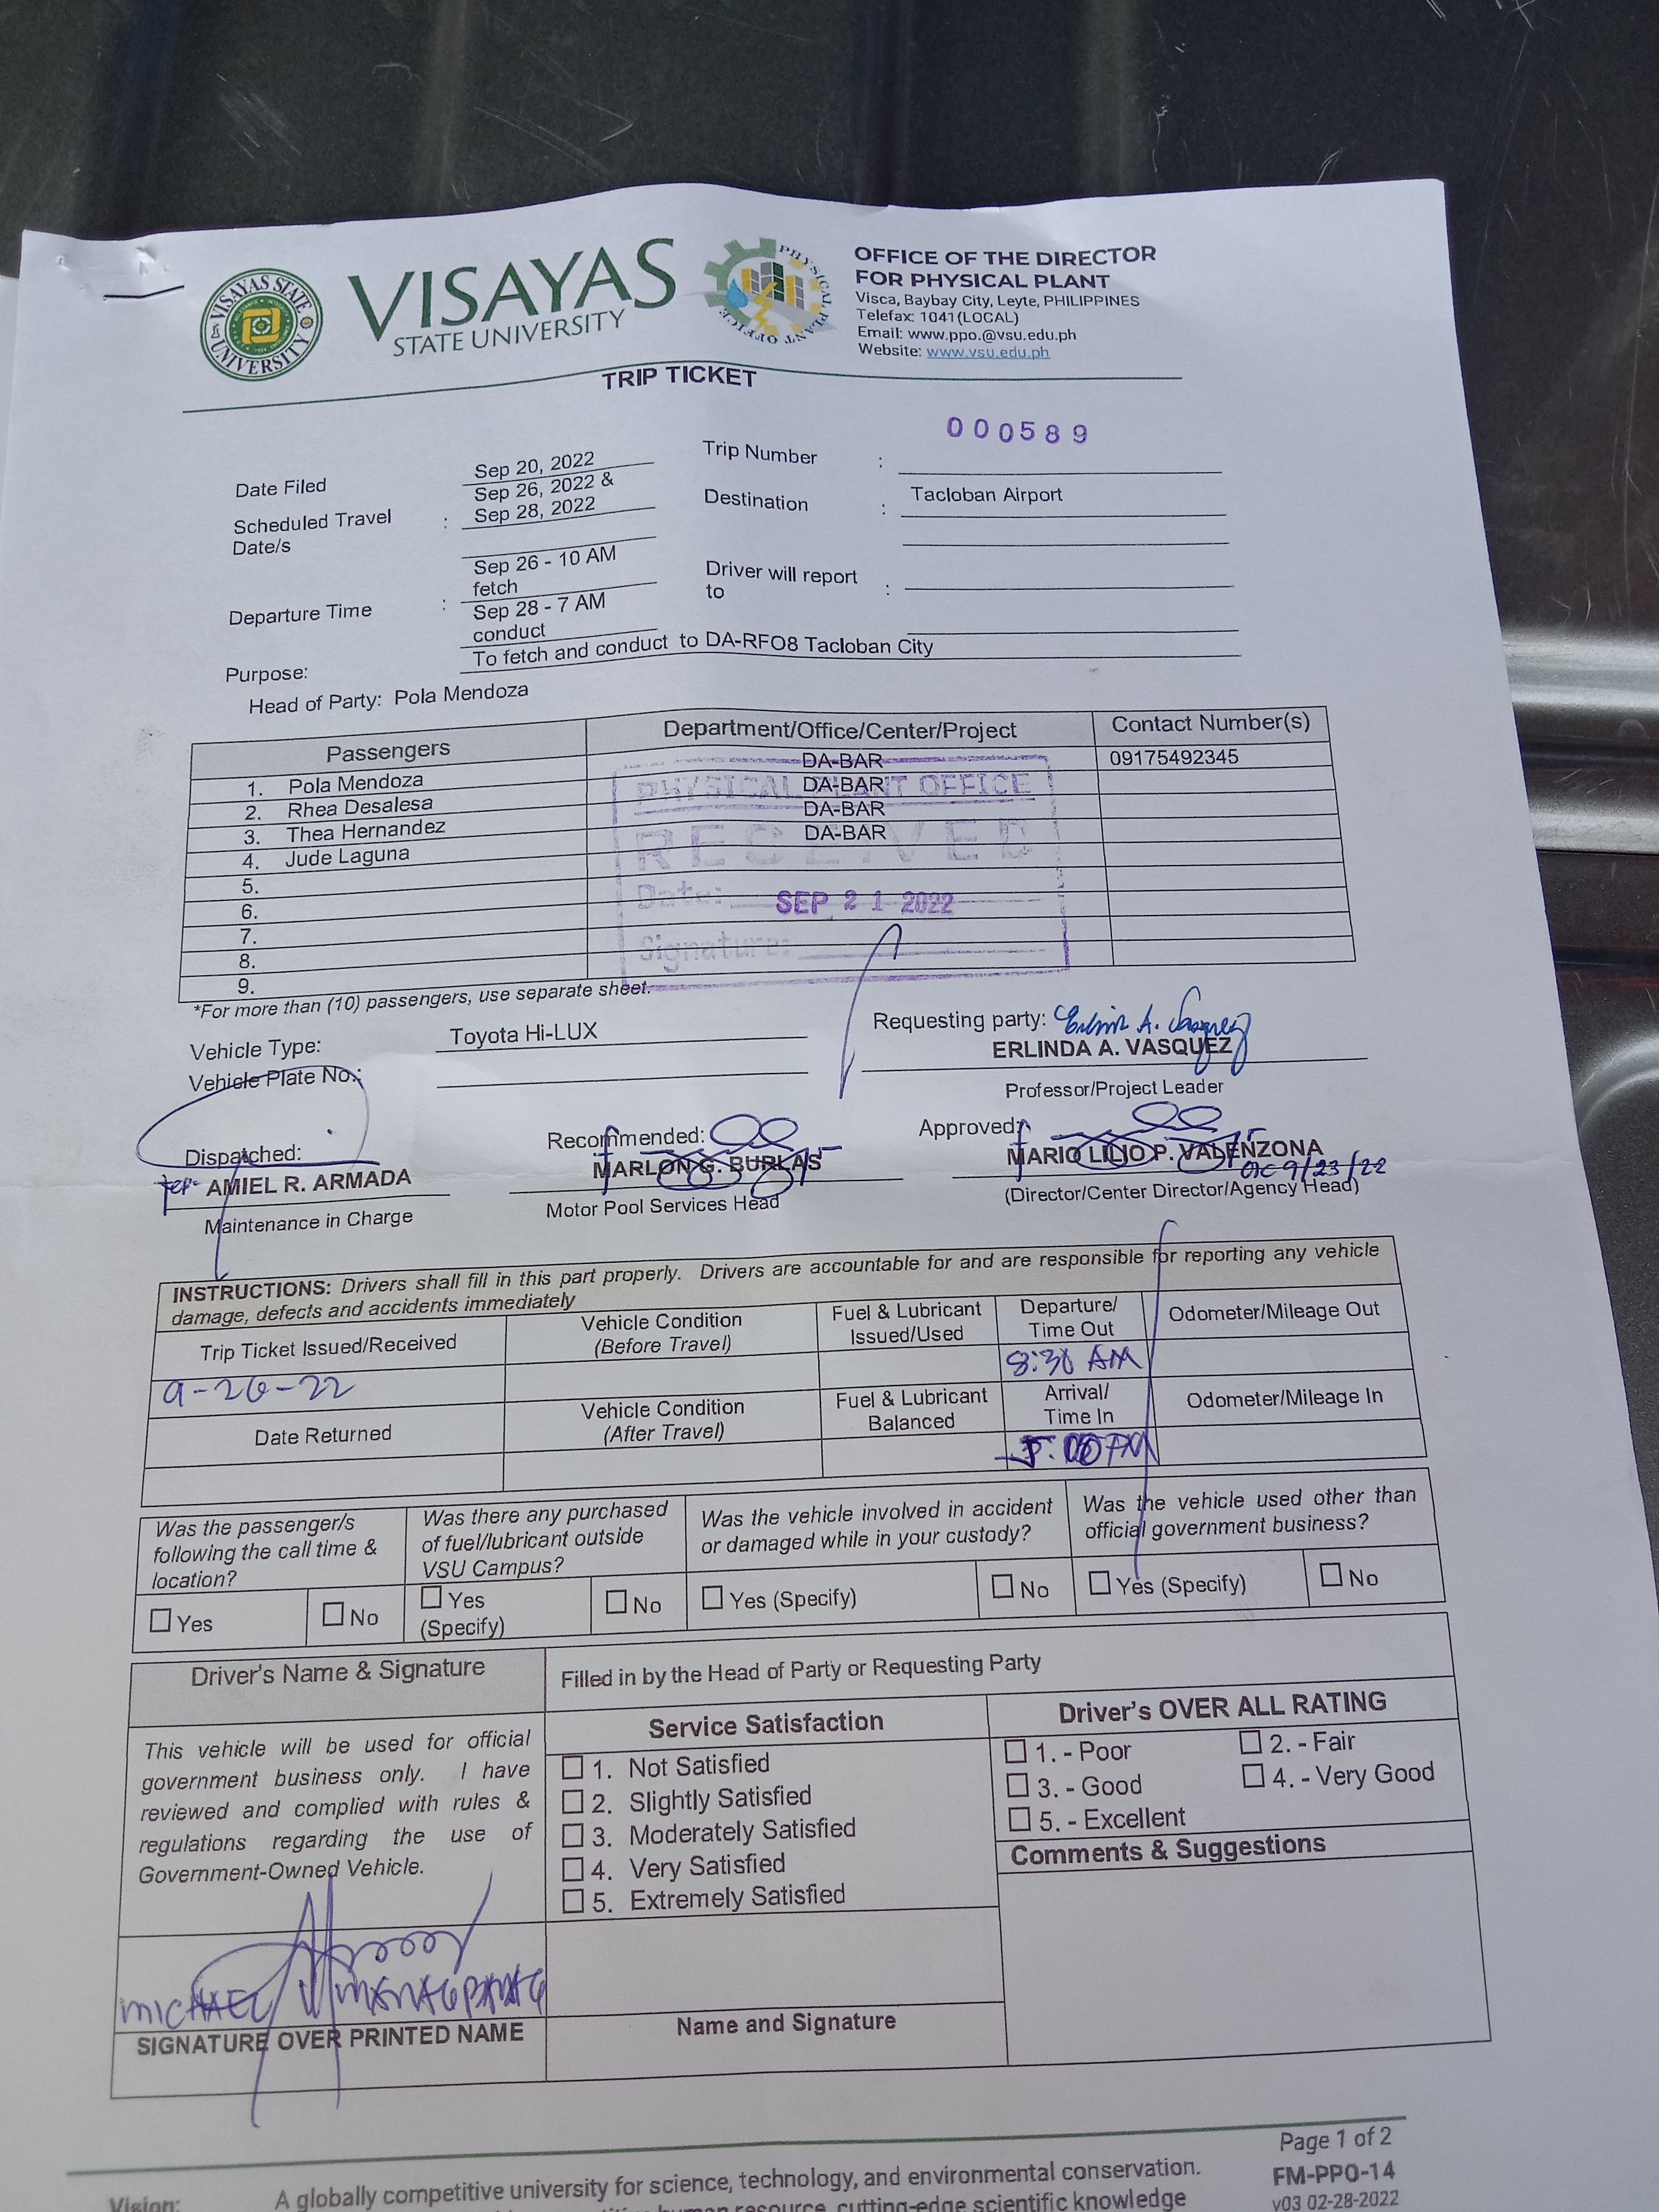 VISAYAS STATE UNIVERSITY
VISAYAS
STATE UNIVERSITY
PHYSICAL PLANT OFFICE
OFFICE OF THE DIRECTOR
FOR PHYSICAL PLANT
Visca, Baybay City, Leyte, PHILIPPINES
Telefax: 1041(LOCAL)
Email: www.ppo.@vsu.edu.ph
Website: www.vsu.edu.ph
TRIP TICKET
000589
Date Filed Sep 20, 2022 Trip Number :
Scheduled Travel Date/s : Sep 26, 2022 &
Sep 28, 2022
Destination : Tacloban Airport
Departure Time : Sep 26 - 10 AM
fetch
Sep 28 - 7 AM
conduct
Driver will report
to :
Purpose: To fetch and conduct to DA-RFO8 Tacloban City
Head of Party: Pola Mendoza
Passengers Department/Office/Center/Project Contact Number(s)
1. Pola Mendoza DA-BAR 09175492345
2. Rhea Desalesa DA-BAR
3. Thea Hernandez DA-BAR
4. Jude Laguna DA-BAR
5.
6.
7.
8.
9.
PHYSICAL PLANT OFFICE
RECEIVED
Date: SEP 21 2022
Signature:
*For more than (10) passengers, use separate sheet.
Vehicle Type: Toyota Hi-LUX
Vehicle Plate No.:
Requesting party: Erlinda A. Vasquez
ERLINDA A. VASQUEZ
Professor/Project Leader
Dispatched:
for AMIEL R. ARMADA
Maintenance in Charge
Recommended:
MARLON G. BURLAS
Motor Pool Services Head
Approved:
MARIO LILIO P. VALENZONA
OIC 9/23/22
(Director/Center Director/Agency Head)
INSTRUCTIONS: Drivers shall fill in this part properly. Drivers are accountable for and are responsible for reporting any vehicle
damage, defects and accidents immediately
Trip Ticket Issued/Received Vehicle Condition (Before Travel) Fuel & Lubricant Issued/Used Departure/ Time Out Odometer/Mileage Out
9-26-22 8:30 AM
Date Returned Vehicle Condition (After Travel) Fuel & Lubricant Balanced Arrival/ Time In Odometer/Mileage In
5:00 PM
Was the passenger/s
following the call time &
location?
Yes No
Was there any purchased
of fuel/lubricant outside
VSU Campus?
Yes
(Specify)
No
Was the vehicle involved in accident
or damaged while in your custody?
Yes (Specify) No
Was the vehicle used other than
official government business?
Yes (Specify) No
Driver's Name & Signature
This vehicle will be used for official
government business only. I have
reviewed and complied with rules &
regulations regarding the use of
Government-Owned Vehicle.
MICHAEL
SIGNATURE OVER PRINTED NAME
Filled in by the Head of Party or Requesting Party
Service Satisfaction
1. Not Satisfied
2. Slightly Satisfied
3. Moderately Satisfied
4. Very Satisfied
5. Extremely Satisfied
Name and Signature
Driver's OVER ALL RATING
1. - Poor 2. - Fair
3. - Good 4. - Very Good
5. - Excellent
Comments & Suggestions
Page 1 of 2
FM-PPO-14
v03 02-28-2022
Vision: A globally competitive university for science, technology, and environmental conservation.
human resource, cutting-edge scientific knowledge